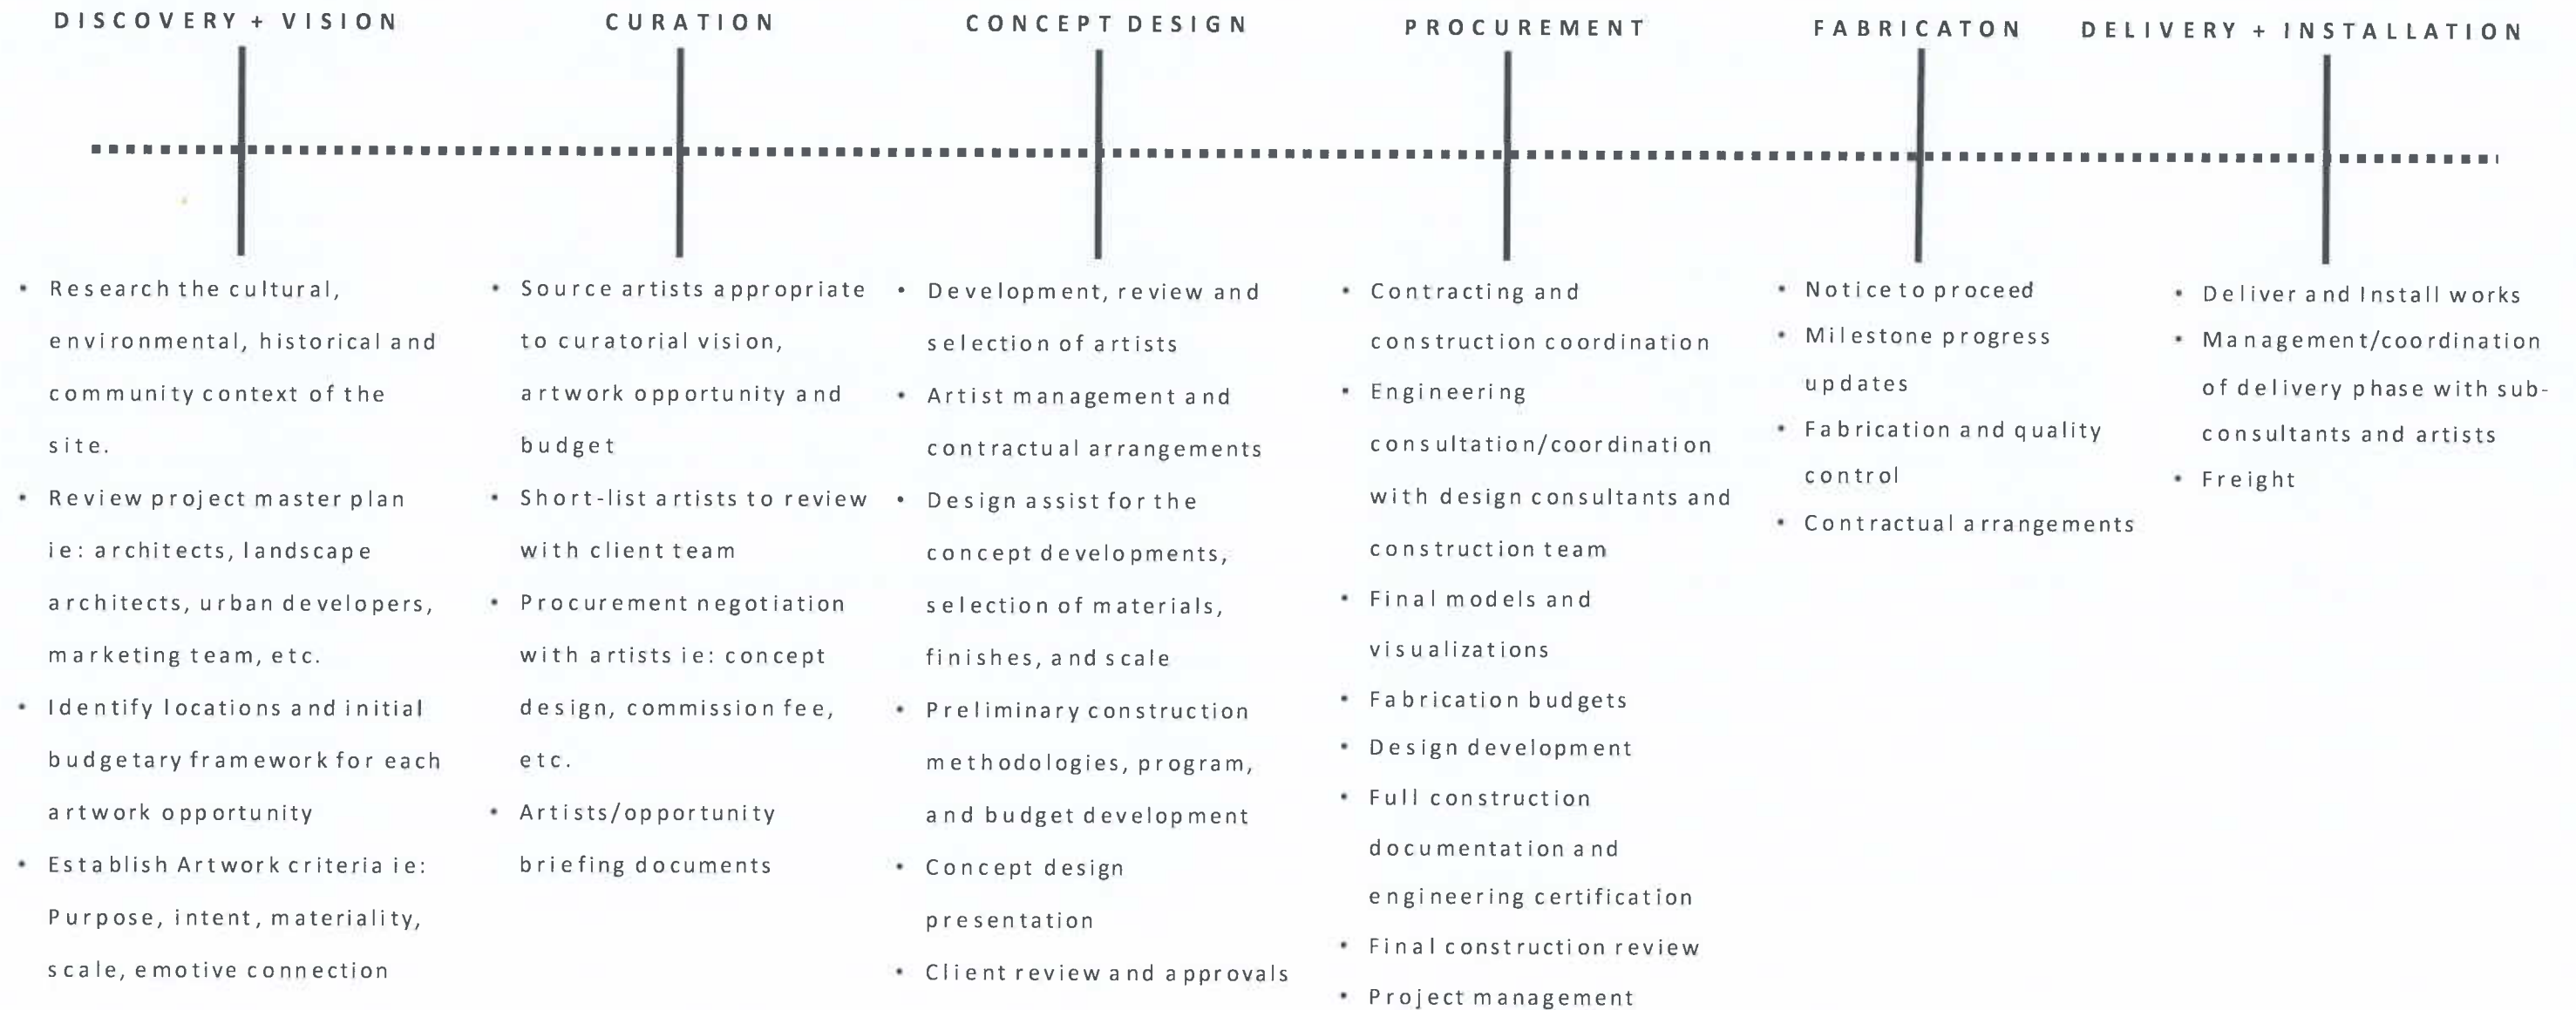 DISCOVERY + VISION
• Research the cultural,
environmental, historical and
community context of the
site.
• Review project master plan
ie: architects, landscape
architects, urban developers,
marketing team, etc.
• Identify locations and initial
budgetary framework for each
artwork opportunity
• Establish Artwork criteria ie:
Purpose, intent, materiality,
scale, emotive connection
CURATION
• Source artists appropriate
to curatorial vision,
artwork opportunity and
budget
• Short-list artists to review
with client team
• Procurement negotiation
with artists ie: concept
design, commission fee,
etc.
• Artists/opportunity
briefing documents
CONCEPT DESIGN
• Development, review and
selection of artists
• Artist management and
contractual arrangements
• Design assist for the
concept developments,
selection of materials,
finishes, and scale
• Preliminary construction
methodologies, program,
and budget development
• Concept design
presentation
• Client review and approvals
PROCUREMENT
• Contracting and
construction coordination
• Engineering
consultation/coordination
with design consultants and
construction team
• Final models and
visualizations
• Fabrication budgets
• Design development
• Full construction
documentation and
engineering certification
• Final construction review
• Project management
FABRICATON
• Notice to proceed
• Milestone progress
updates
• Fabrication and quality
control
• Contractual arrangements
DELIVERY + INSTALLATION
• Deliver and Install works
• Management/coordination
of delivery phase with sub-
consultants and artists
• Freight